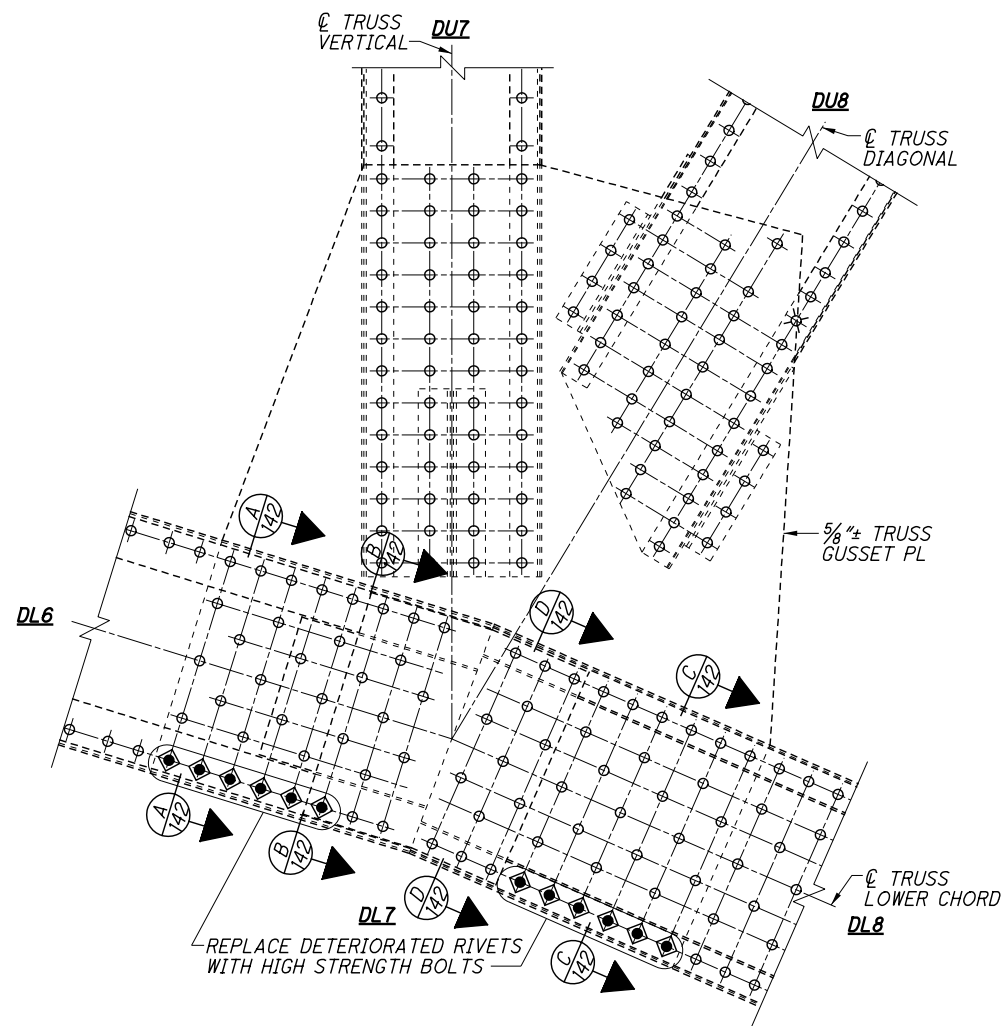 ℄ TRUSS
VERTICAL
DU7
DU8
℄ TRUSS
DIAGONAL
A
142
B
142
5/8"± TRUSS
GUSSET PL
DL6
D
142
C
142
A
142
B
142
D
142
C
142
℄ TRUSS
LOWER CHORD
DL7
DL8
REPLACE DETERIORATED RIVETS
WITH HIGH STRENGTH BOLTS